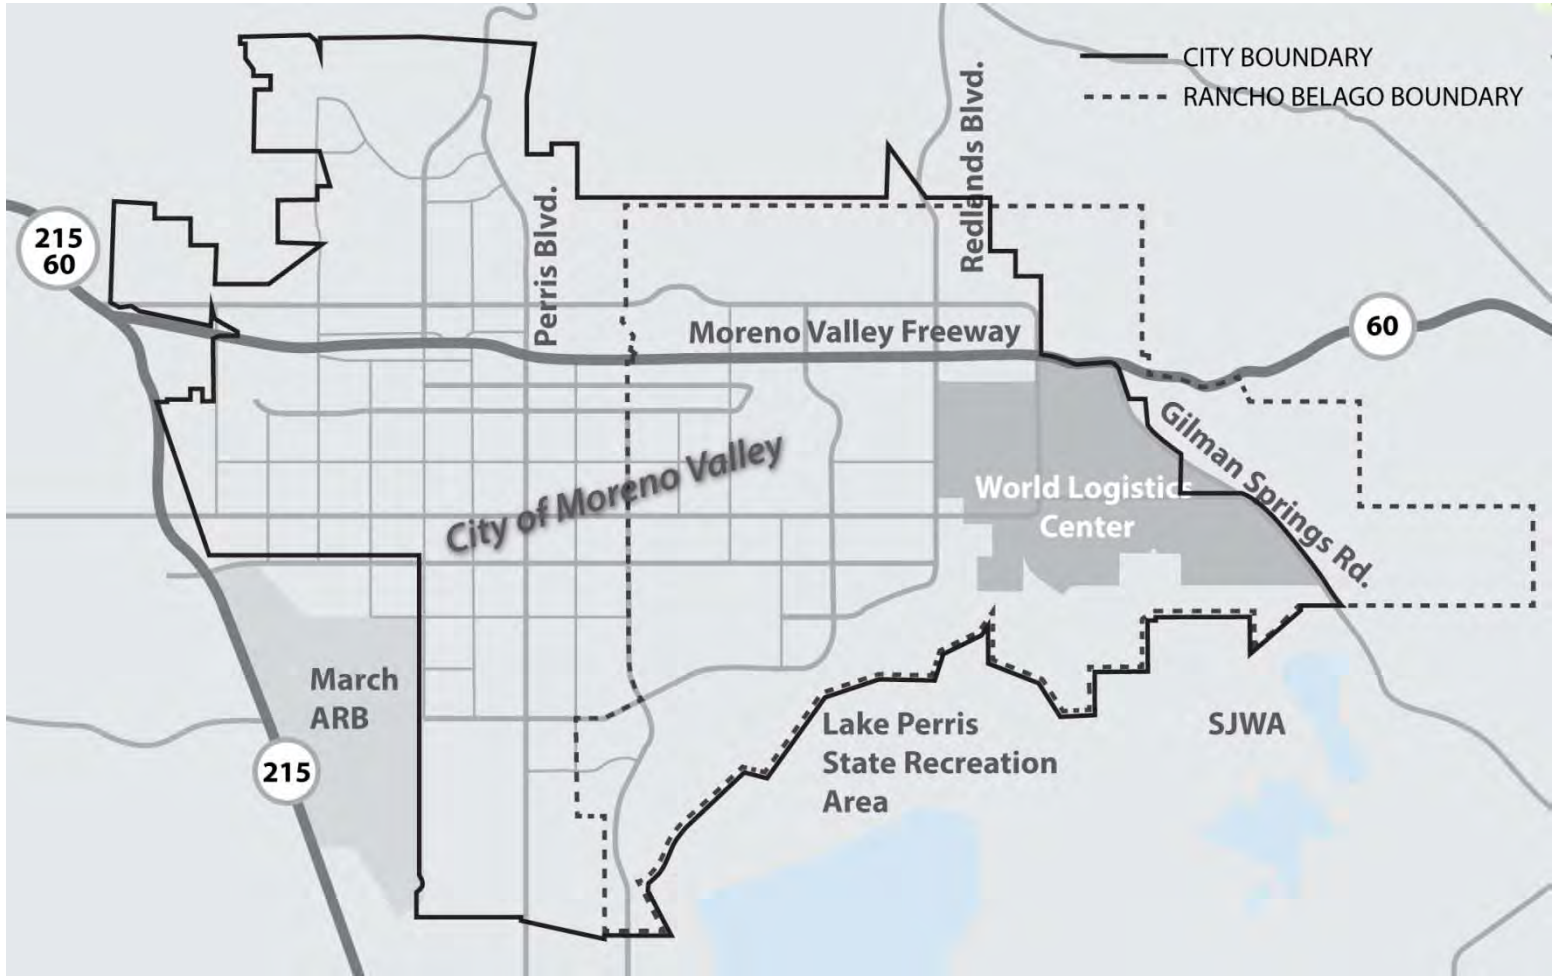 CITY BOUNDARY
RANCHO BELAGO BOUNDARY
Redlands Blvd.
Perris Blvd.
215
60
Moreno Valley Freeway
60
Gilman Springs Rd.
City of Moreno Valley
World Logistics
Center
March
ARB
215
Lake Perris
State Recreation
Area
SJWA